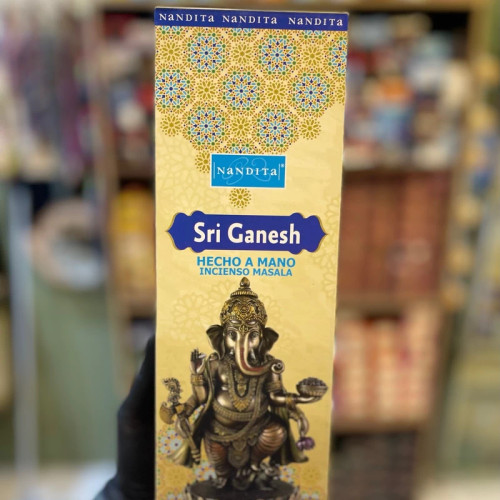 NANDITA NANDITA NANDITA
NANDITA®
Sri Ganesh
HECHO A MANO
INCIENSO MASALA